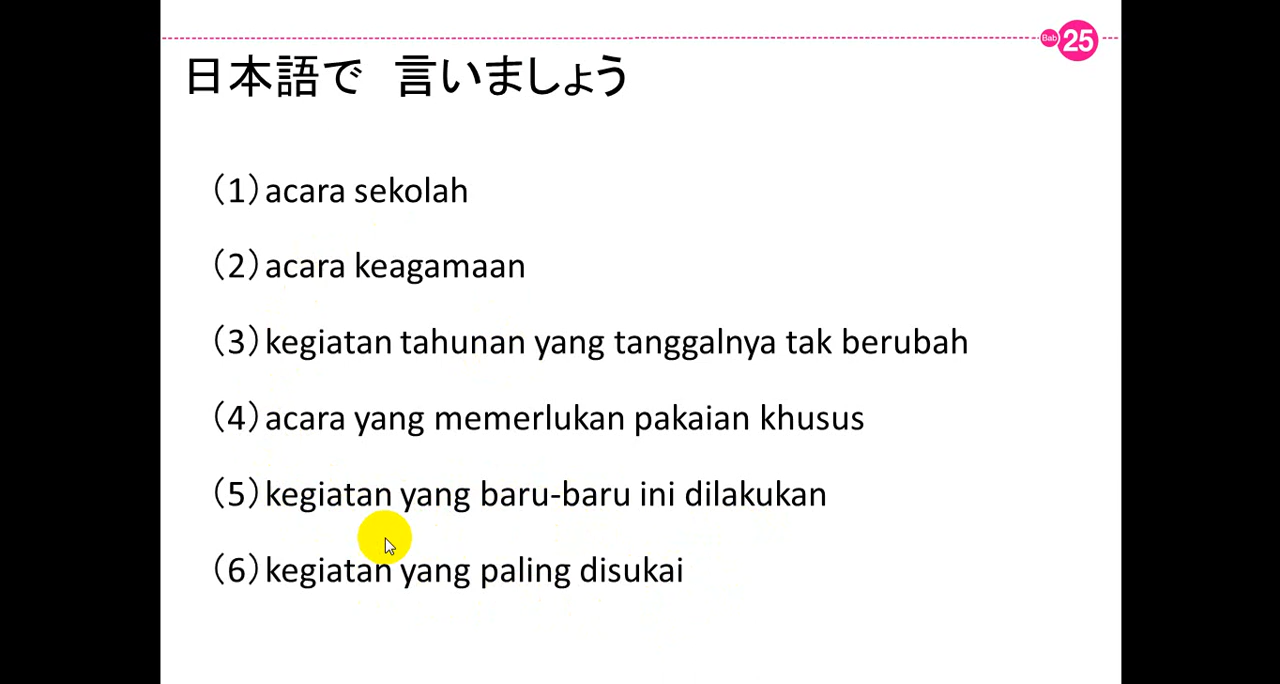 Bab 25
日本語で 言いましょう
(1)acara sekolah
(2)acara keagamaan
(3)kegiatan tahunan yang tanggalnya tak berubah
(4)acara yang memerlukan pakaian khusus
(5)kegiatan yang baru-baru ini dilakukan
(6)kegiatan yang paling disukai